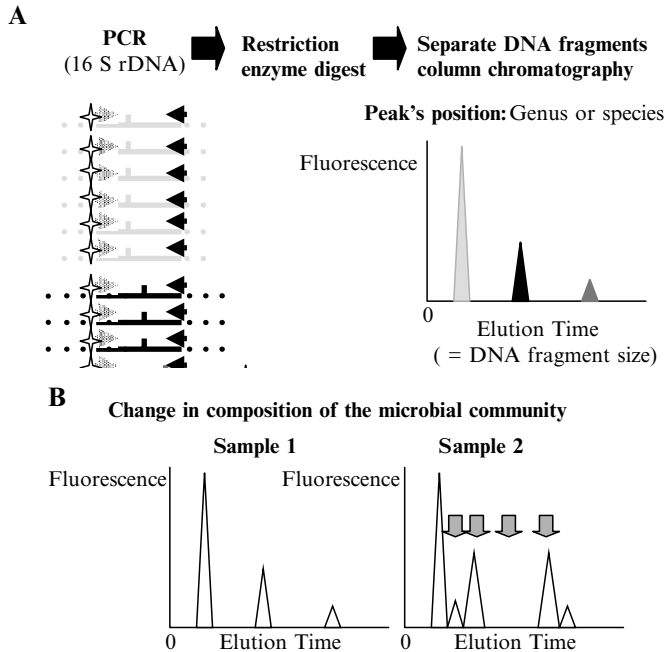 A
PCR
(16 S rDNA)
Restriction
enzyme digest
Separate DNA fragments
column chromatography
Peak's position: Genus or species
Fluorescence
0
Elution Time
( = DNA fragment size)
B
Change in composition of the microbial community
Sample 1
Sample 2
Fluorescence
Fluorescence
0
Elution Time
0
Elution Time